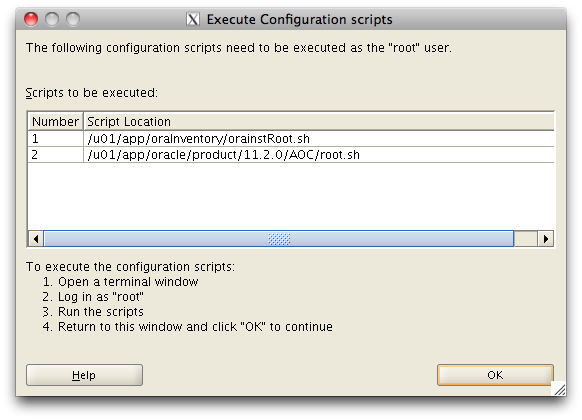 Execute Configuration scripts
The following configuration scripts need to be executed as the "root" user.
Scripts to be executed:
Number Script Location
1 /u01/app/oraInventory/orainstRoot.sh
2 /u01/app/oracle/product/11.2.0/AOC/root.sh
To execute the configuration scripts:
1. Open a terminal window
2. Log in as "root"
3. Run the scripts
4. Return to this window and click "OK" to continue
Help OK